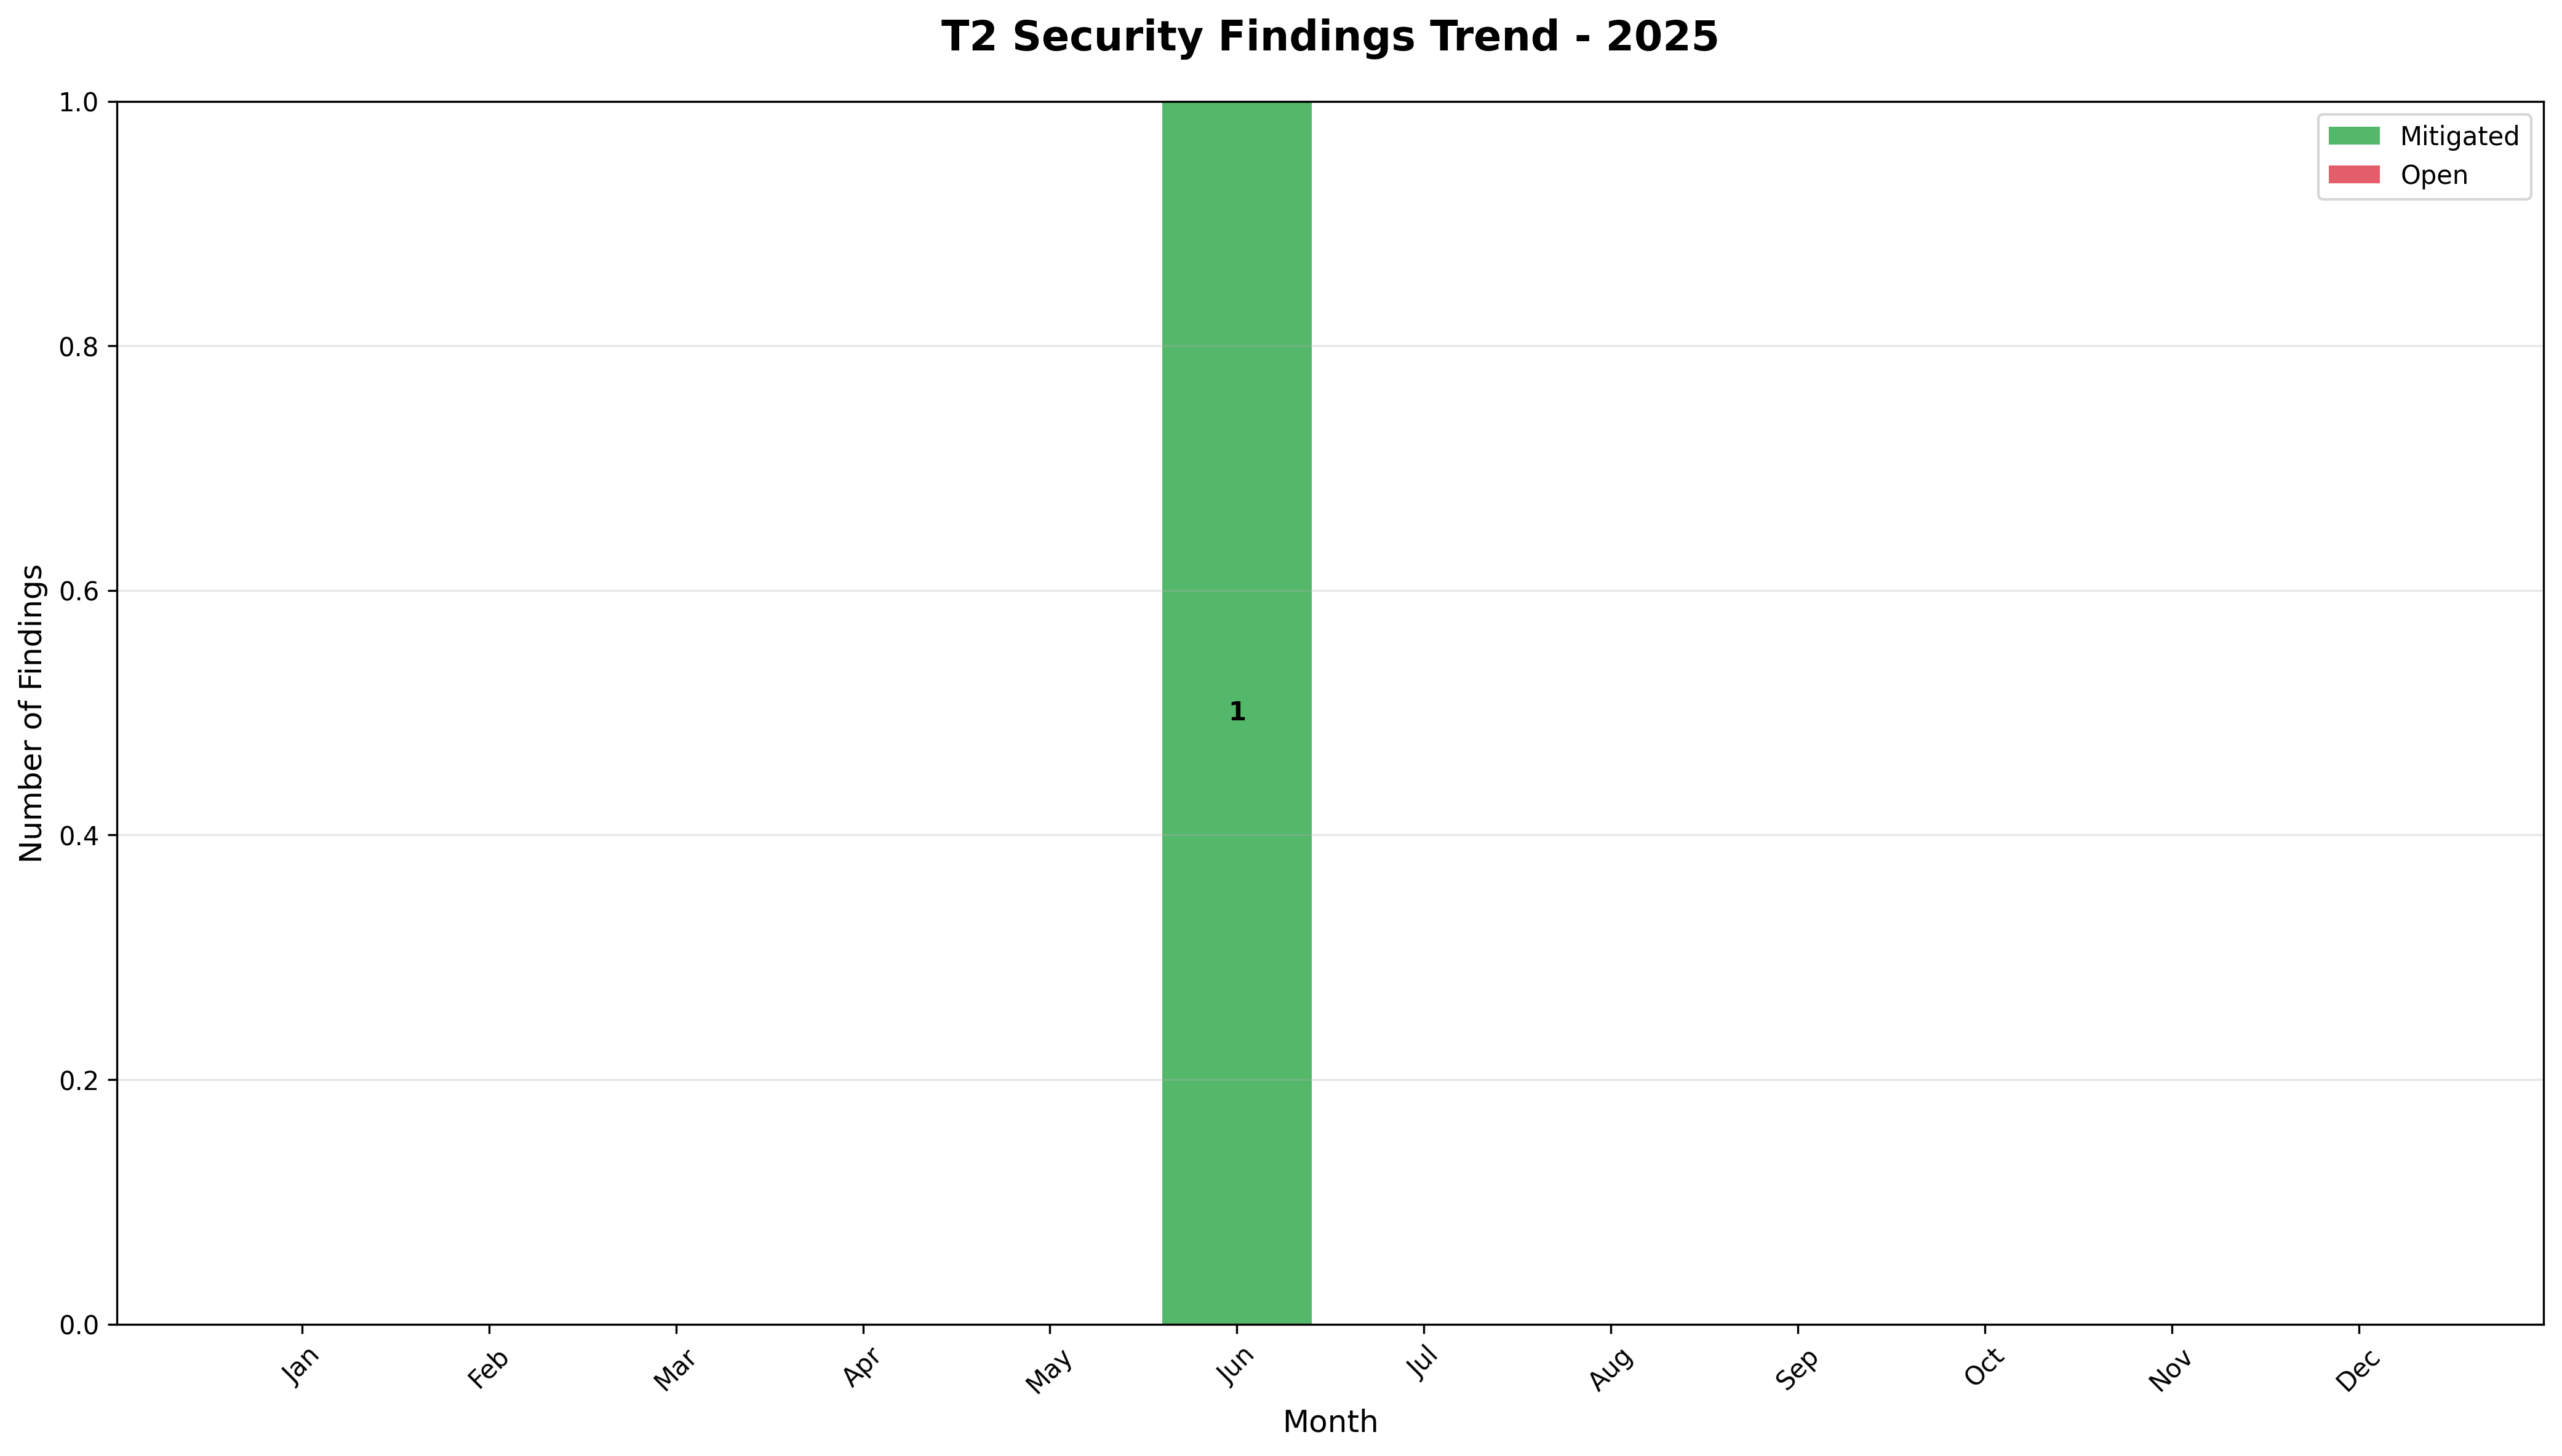 T2 Security Findings Trend - 2025
1.0
Mitigated
Open
0.8
0.6
Number of Findings
1
0.4
0.2
0.0
Jan Feb Mar Apr May Jun Jul Aug Sep Oct Nov Dec
Month